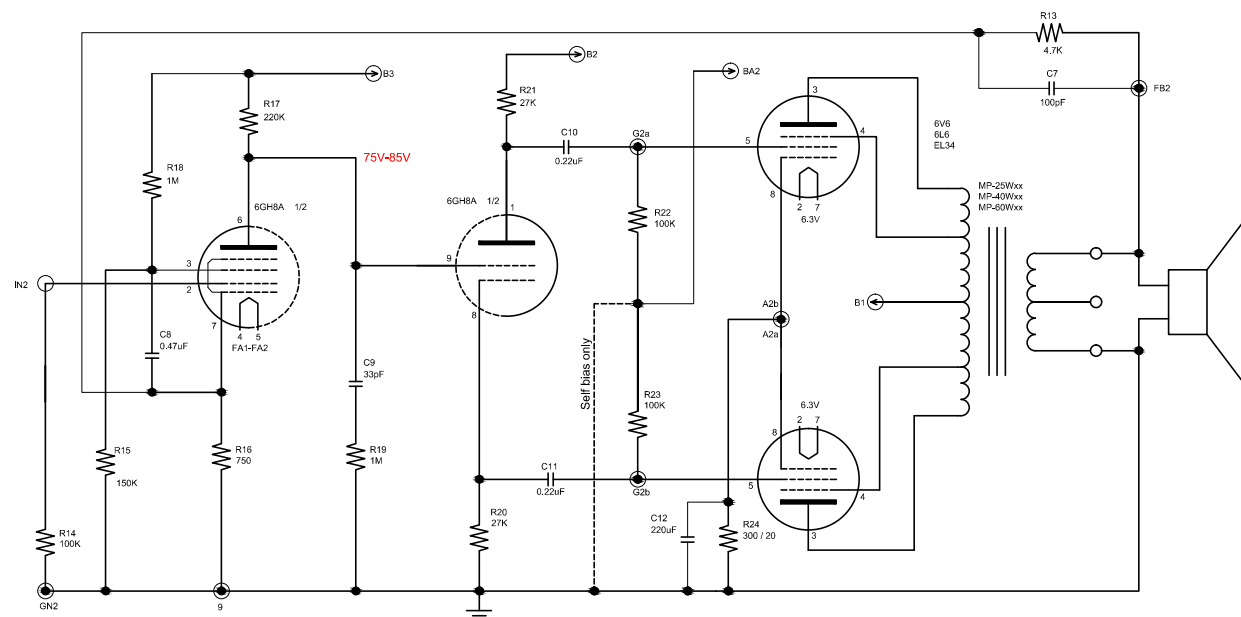 R13
4.7K
C7
100pF
FB2
B3
B2
BA2
R17
220K
R21
27K
R18
1M
75V-85V
C10
0.22uF
G2a
3
4
5
8
2 7
6.3V
6V6
6L6
EL34
MP-25Wxx
MP-40Wxx
MP-60Wxx
6GH8A 1/2
6
3
2
7
4 5
FA1-FA2
6GH8A 1/2
1
9
8
R22
100K
IN2
C8
0.47uF
C9
33pF
A2b
A2a
B1
Self bias only
R23
100K
6.3V
2 7
8
5
4
3
R15
150K
R16
750
R19
1M
C11
0.22uF
G2b
R20
27K
C12
220uF
R24
300 / 20
R14
100K
GN2
9